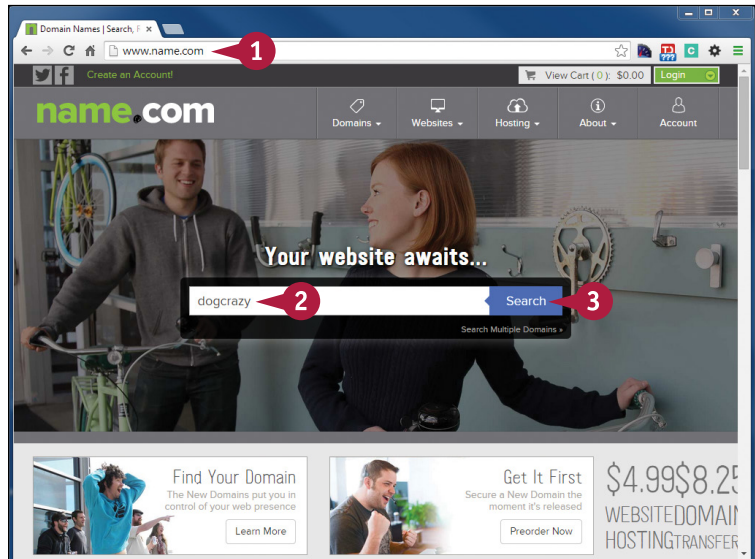 Domain Names | Search, F
www.name.com
1
777
C
Create an Account!
View Cart ( 0 ): $0.00
Login
name.com
Domains
Websites
Hosting
About
Account
Your website awaits...
dogcrazy
2
Search
3
Search Multiple Domains »
Find Your Domain
The New Domains put you in
control of your web presence
Learn More
Get It First
Secure a New Domain the
moment it's released
Preorder Now
$4.99$8.25
WEBSITEDOMAIN
HOSTINGTRANSFER